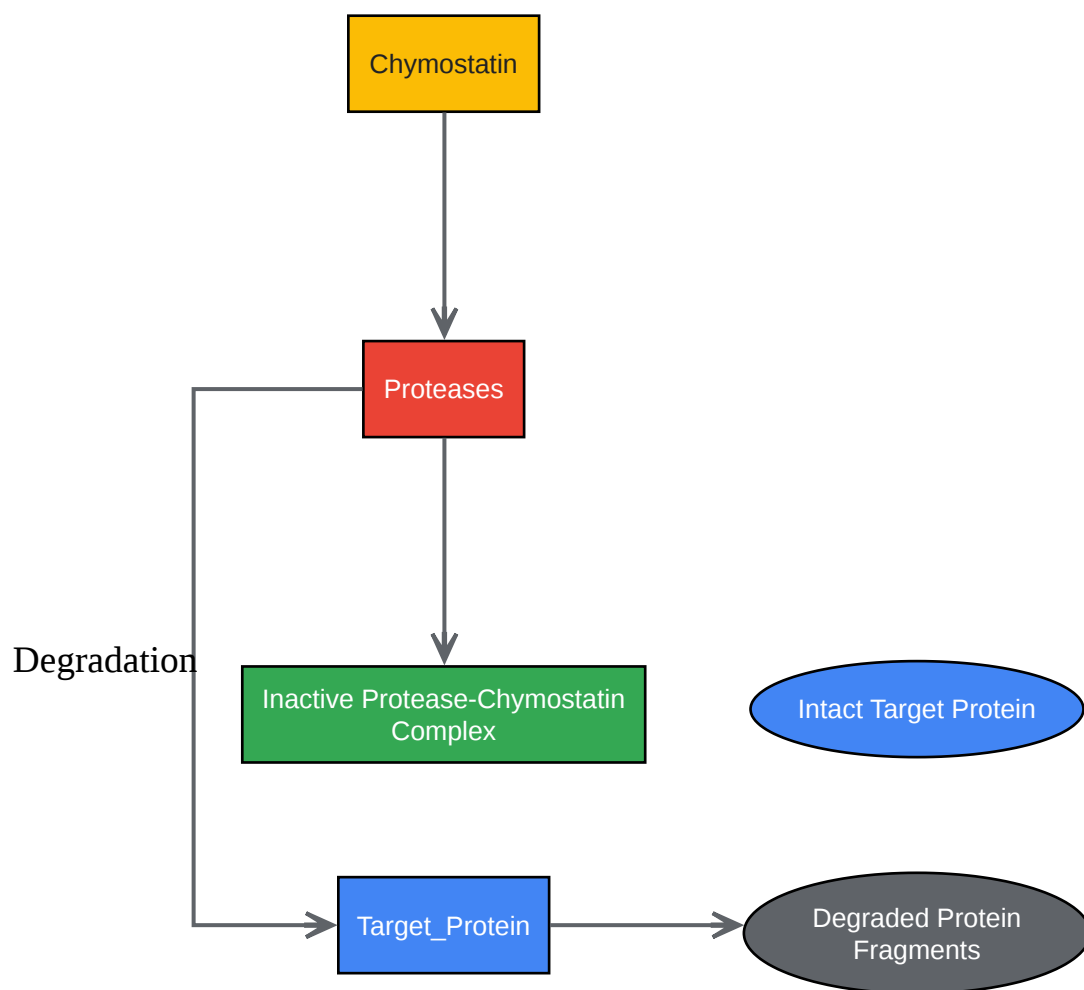 Chymostatin
Proteases
Degradation
Inactive Protease-Chymostatin
Complex
Intact Target Protein
Target_Protein
Degraded Protein
Fragments